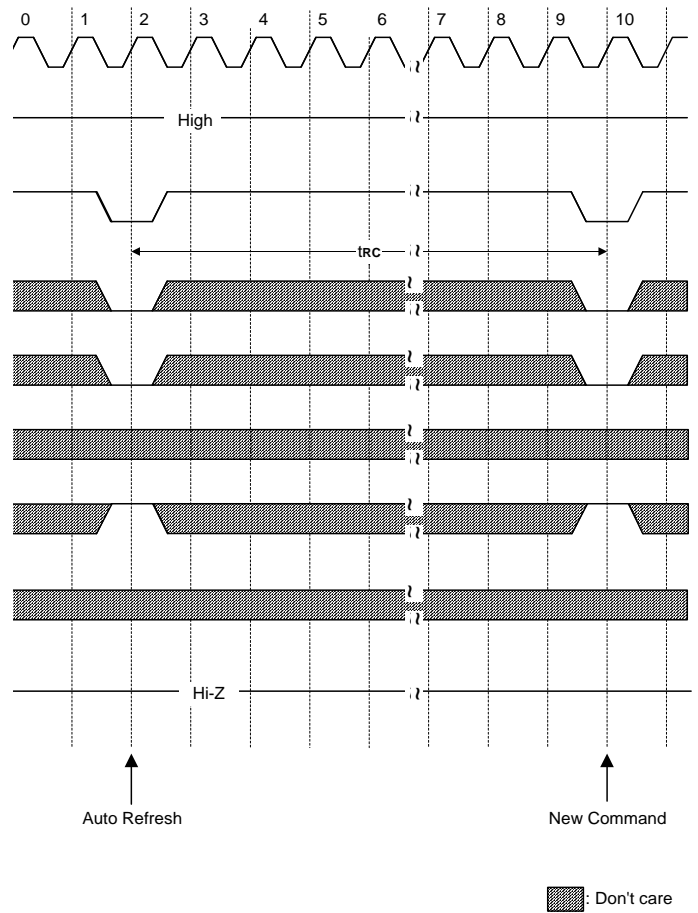 0 1 2 3 4 5 6 7 8 9 10
High
tRC
Hi-Z
Auto Refresh New Command
: Don't care